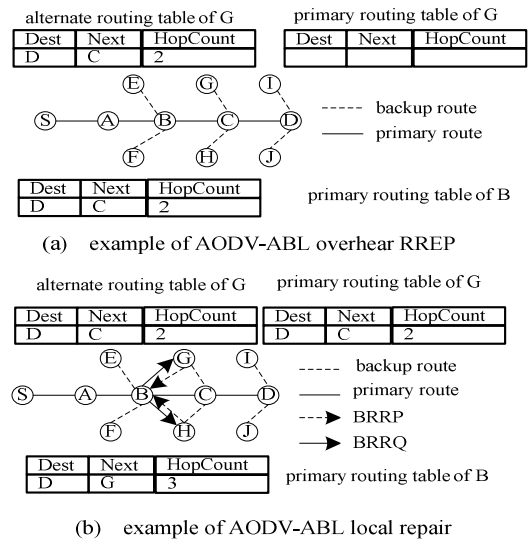 alternate routing table of G
primary routing table of G
Dest Next HopCount
D C 2
Dest Next HopCount
E G I
S A B C D
F H J
backup route
primary route
Dest Next HopCount
D C 2
primary routing table of B
(a) example of AODV-ABL overhear RREP
alternate routing table of G
primary routing table of G
Dest Next HopCount
D C 2
Dest Next HopCount
D C 2
E G I
S A B C D
F H J
backup route
primary route
BRRP
BRRQ
Dest Next HopCount
D G 3
primary routing table of B
(b) example of AODV-ABL local repair